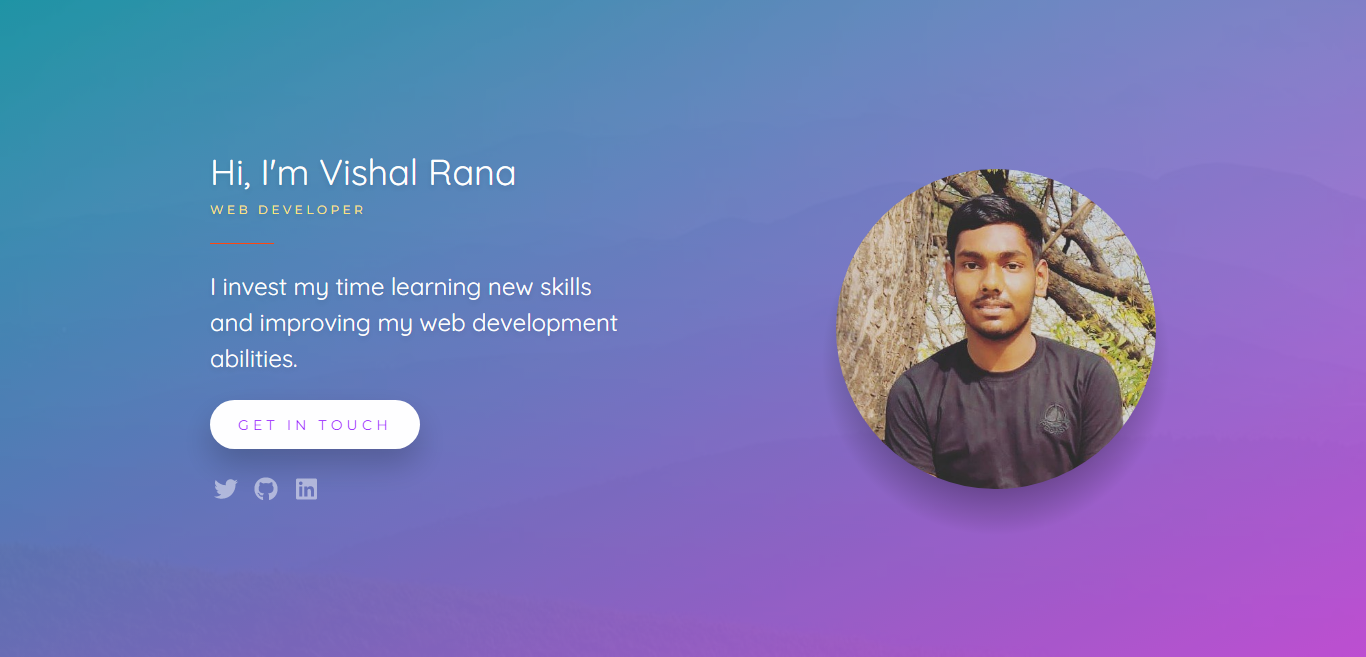 Hi, I'm Vishal Rana
WEB DEVELOPER
I invest my time learning new skills
and improving my web development
abilities.
GET IN TOUCH
in